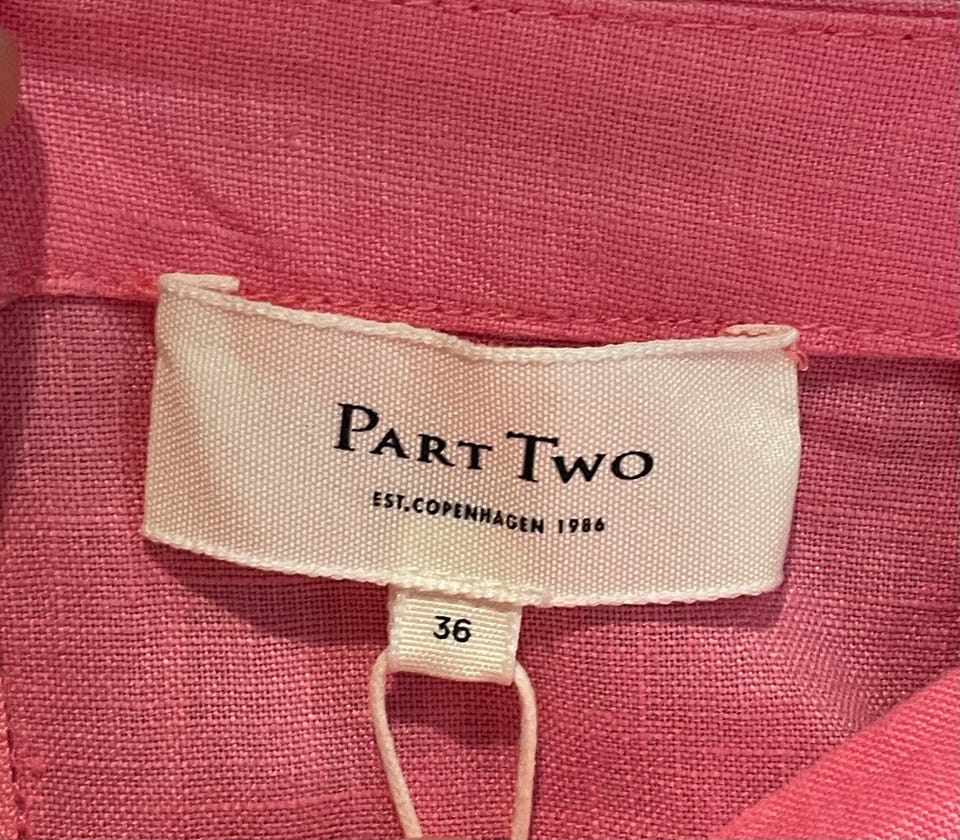 Part Two
EST.COPENHAGEN 1986
36